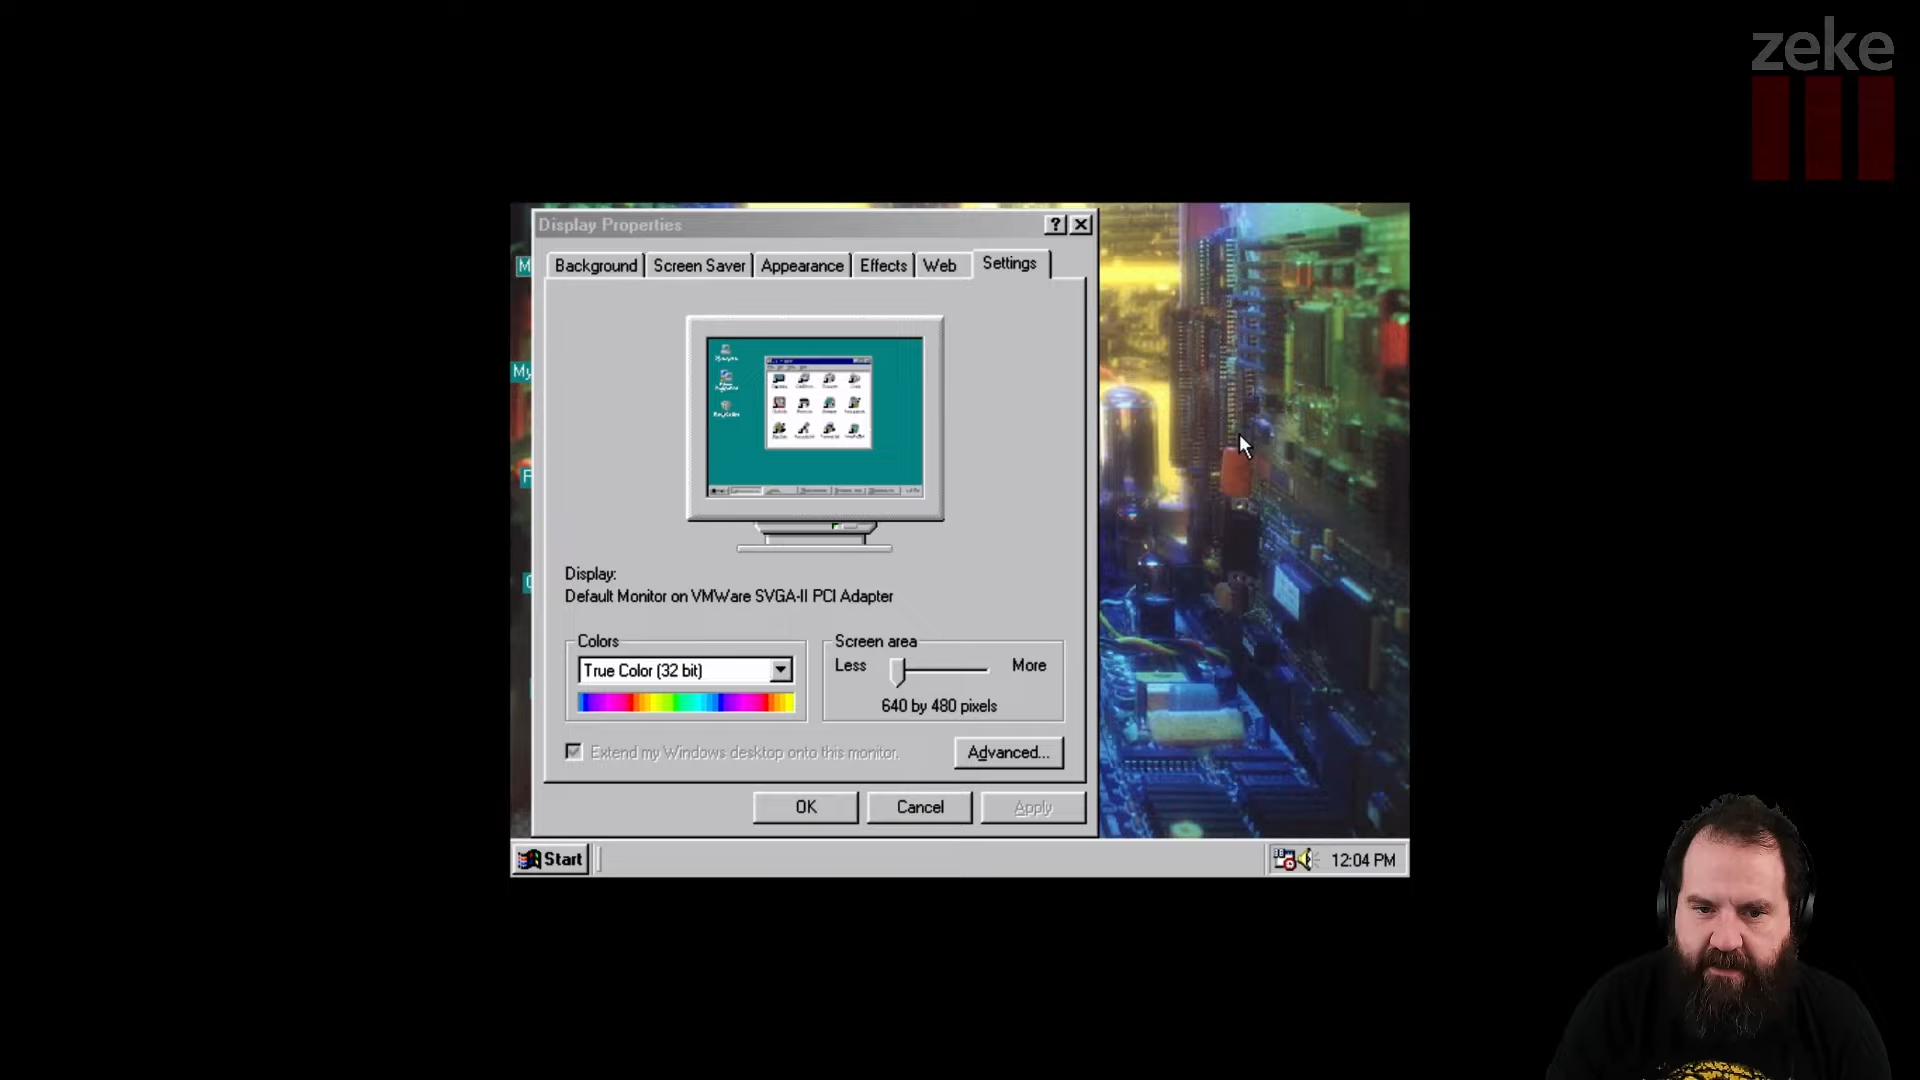 zeke
Display Properties
Background Screen Saver Appearance Effects Web Settings
M
My
Display:
Default Monitor on VMWare SVGA-II PCI Adapter
Colors
True Color (32 bit)
Screen area
Less More
640 by 480 pixels
Extend my Windows desktop onto this monitor.
Advanced...
OK Cancel Apply
Start
12:04 PM